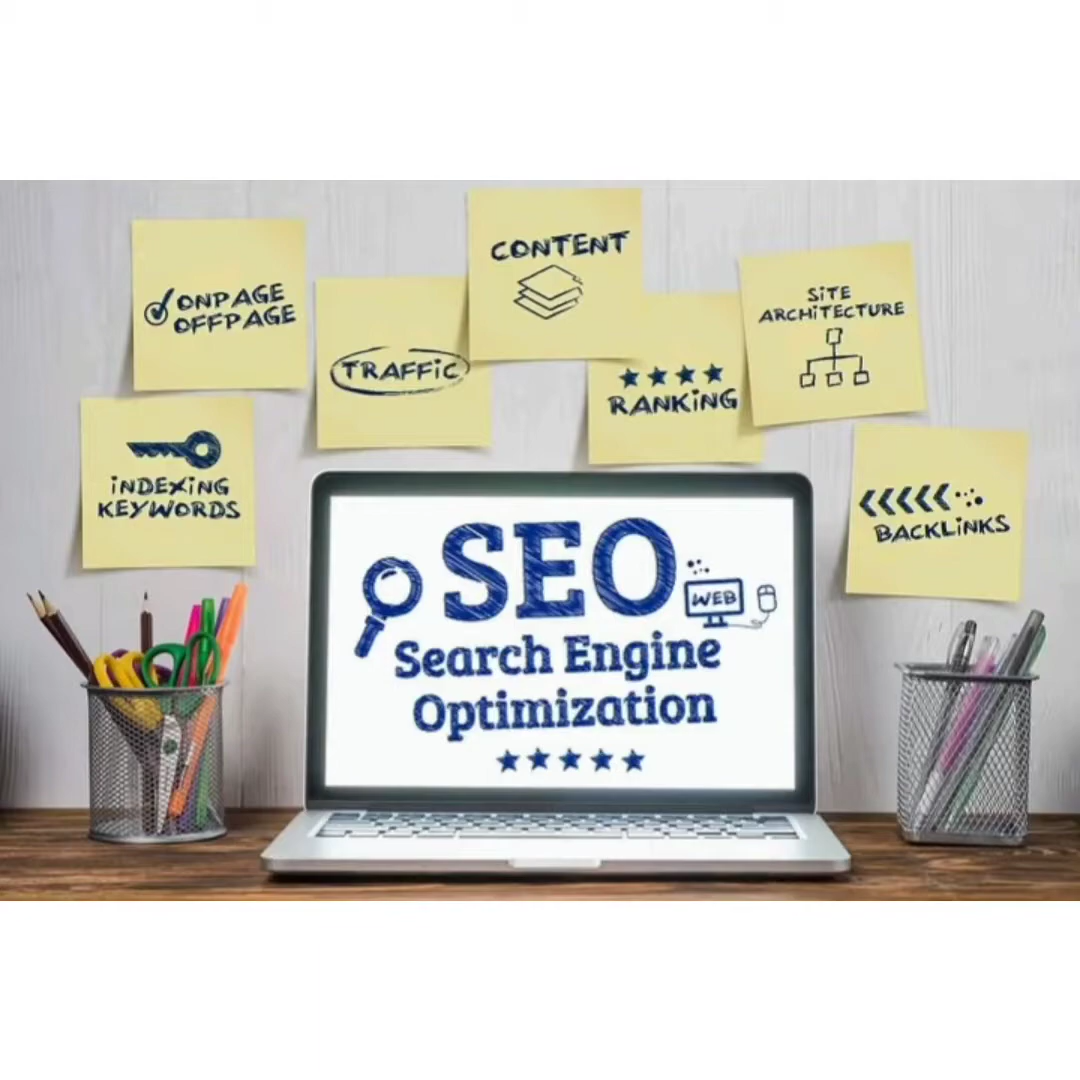 CONTENT
ONPAGE
OFFPAGE
SiTE
ARCHiTECTURE
TRAFFiC
RANKiNG
iNDEXiNG
KEYWORDS
BACKLiNKS
SEO
WEB
Search Engine
Optimization